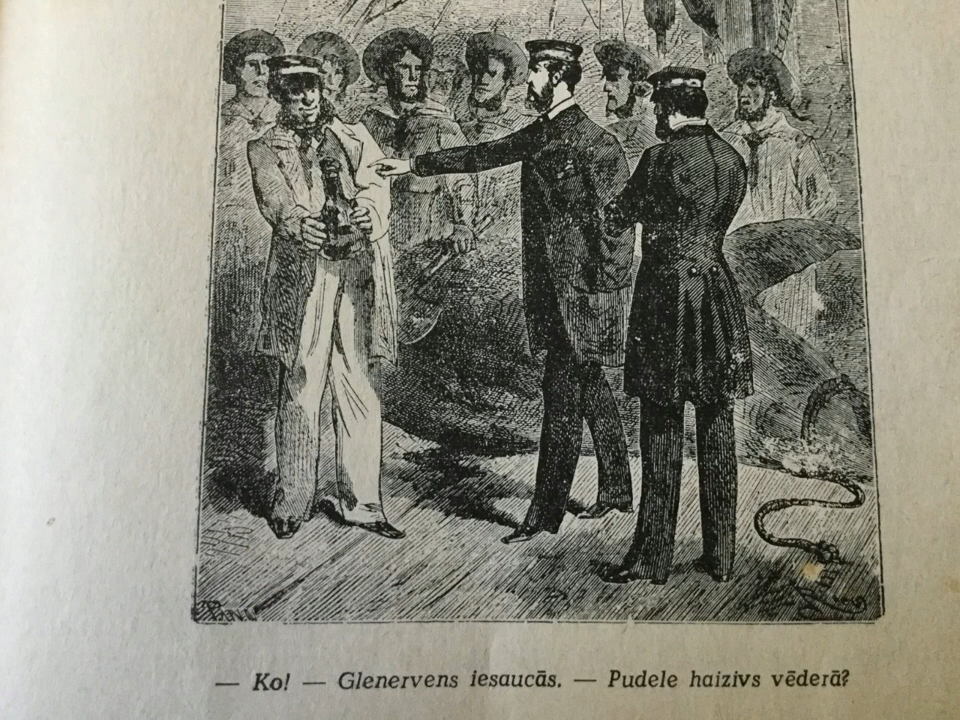 — Ko! — Glenervens iesaucās. — Pudele haizivs vēderā?